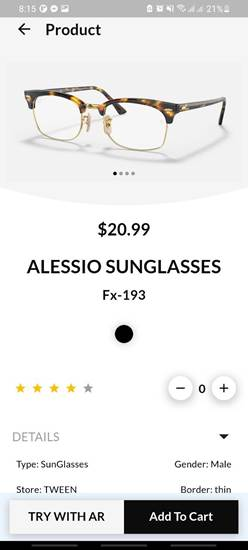 8:15 21%
Product
$20.99
ALESSIO SUNGLASSES
Fx-193
0
DETAILS
Type: SunGlasses Gender: Male
Store: TWEEN Border: thin
TRY WITH AR Add To Cart